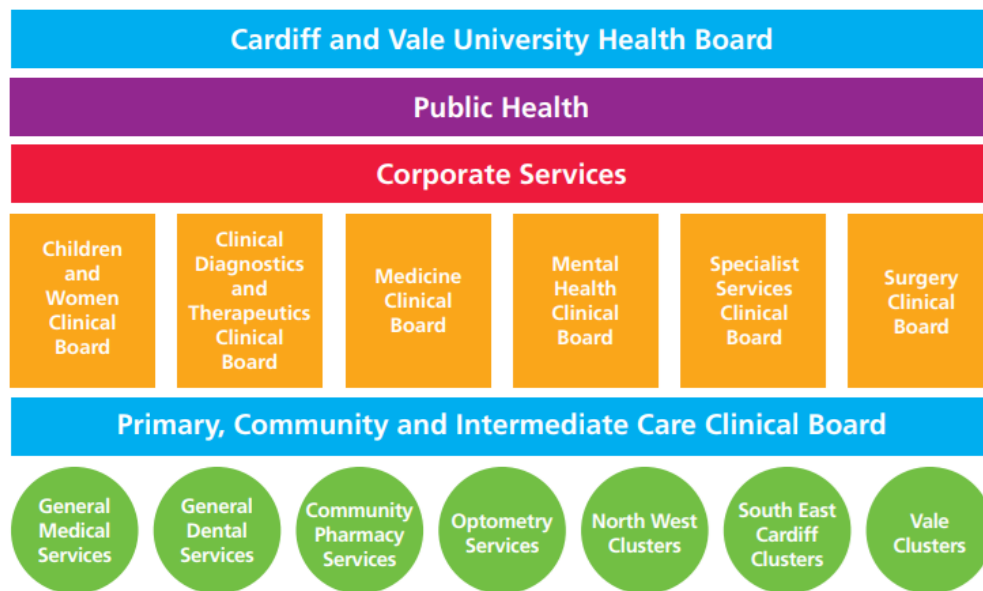 Cardiff and Vale University Health Board
Public Health
Corporate Services
Children
and
Women
Clinical
Board
Clinical
Diagnostics
and
Therapeutics
Clinical
Board
Medicine
Clinical
Board
Mental
Health
Clinical
Board
Specialist
Services
Clinical
Board
Surgery
Clinical
Board
Primary, Community and Intermediate Care Clinical Board
General
Medical
Services
General
Dental
Services
Community
Pharmacy
Services
Optometry
Services
North West
Clusters
South East
Cardiff
Clusters
Vale
Clusters